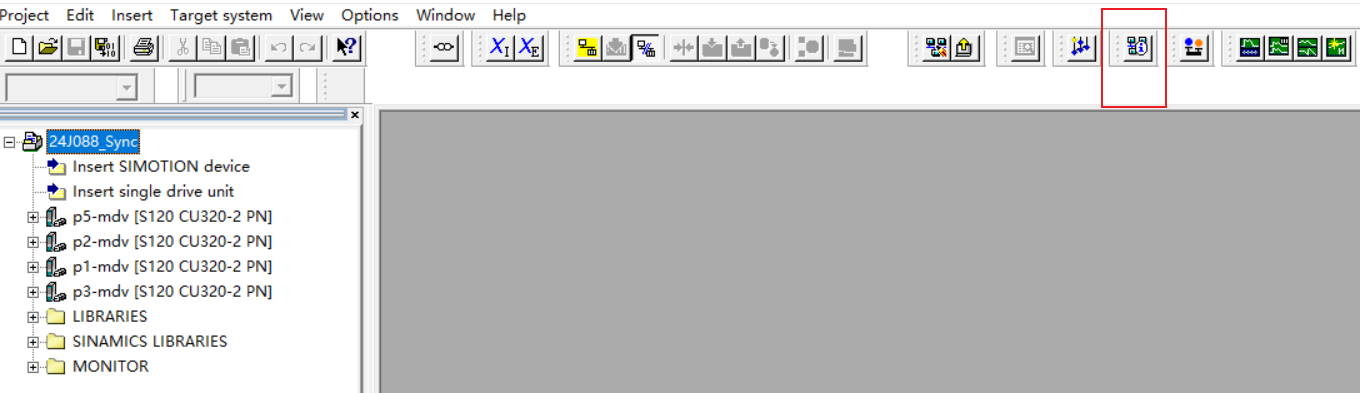 Project Edit Insert Target system View Options Window Help
24J088_Sync
Insert SIMOTION device
Insert single drive unit
p5-mdv [S120 CU320-2 PN]
p2-mdv [S120 CU320-2 PN]
p1-mdv [S120 CU320-2 PN]
p3-mdv [S120 CU320-2 PN]
LIBRARIES
SINAMICS LIBRARIES
MONITOR